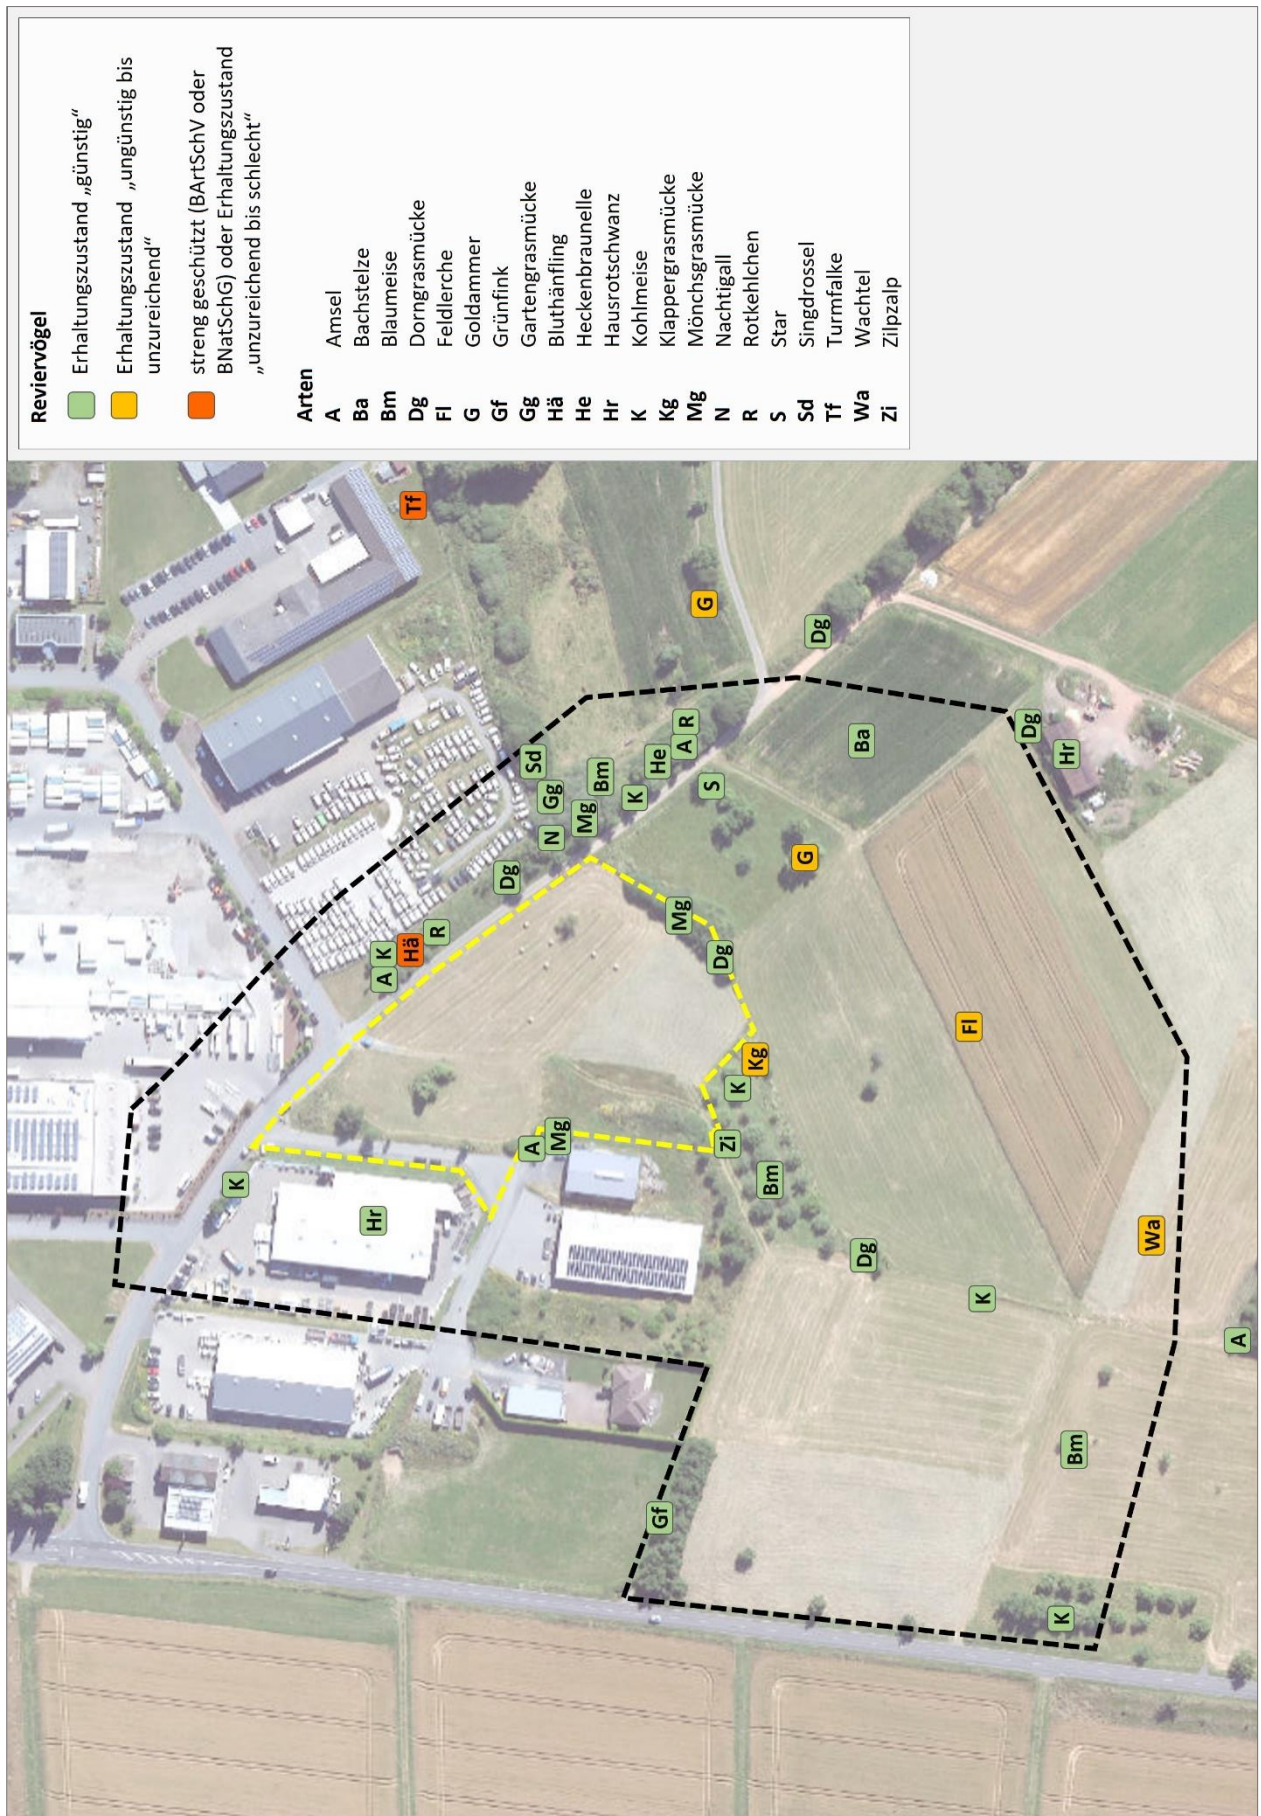 Reviervögel
Erhaltungszustand „günstig“
Erhaltungszustand „ungünstig bis
unzureichend“
streng geschützt (BArtSchV oder
BNatSchG) oder Erhaltungszustand
„unzureichend bis schlecht“
Arten
A Amsel
Ba Bachstelze
Bm Blaumeise
Dg Dorngrasmücke
Fl Feldlerche
G Goldammer
Gf Grünfink
Gg Gartengrasmücke
Hä Bluthänfling
He Heckenbraunelle
Hr Hausrotschwanz
K Kohlmeise
Kg Klappergrasmücke
Mg Mönchsgrasmücke
N Nachtigall
R Rotkehlchen
S Star
Sd Singdrossel
Tf Turmfalke
Wa Wachtel
Zi Zilpzalp
K
Hr
A
K
Hä
R
Tf
Dg
Sd
Gg
N
Mg
Bm
K
He
A
R
G
S
A
Mg
Mg
Dg
G
Dg
Ba
Kg
K
Zi
Bm
Dg
Gf
Fl
K
Dg
Hr
Bm
K
Wa
A